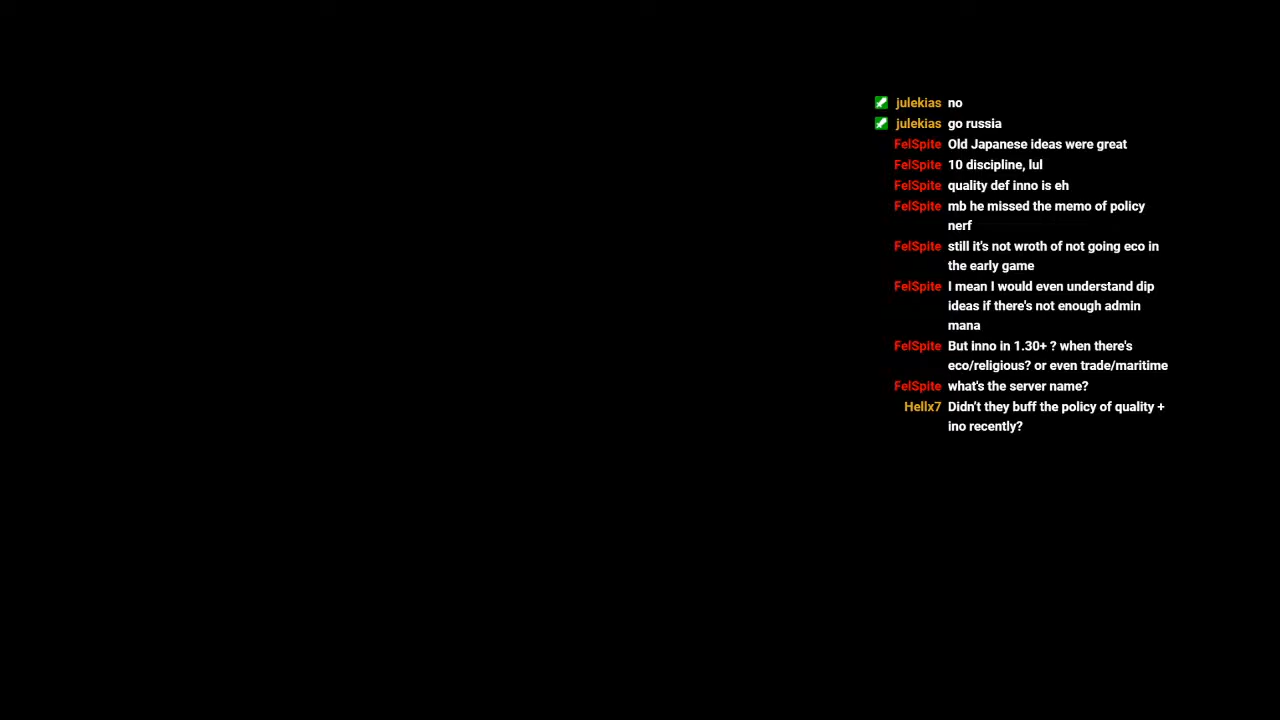 julekias no
julekias go russia
FelSpite Old Japanese ideas were great
FelSpite 10 discipline, lul
FelSpite quality def inno is eh
FelSpite mb he missed the memo of policy
nerf
FelSpite still it's not wroth of not going eco in
the early game
FelSpite I mean I would even understand dip
ideas if there's not enough admin
mana
FelSpite But inno in 1.30+ ? when there's
eco/religious? or even trade/maritime
FelSpite what's the server name?
Hellx7 Didn't they buff the policy of quality +
ino recently?